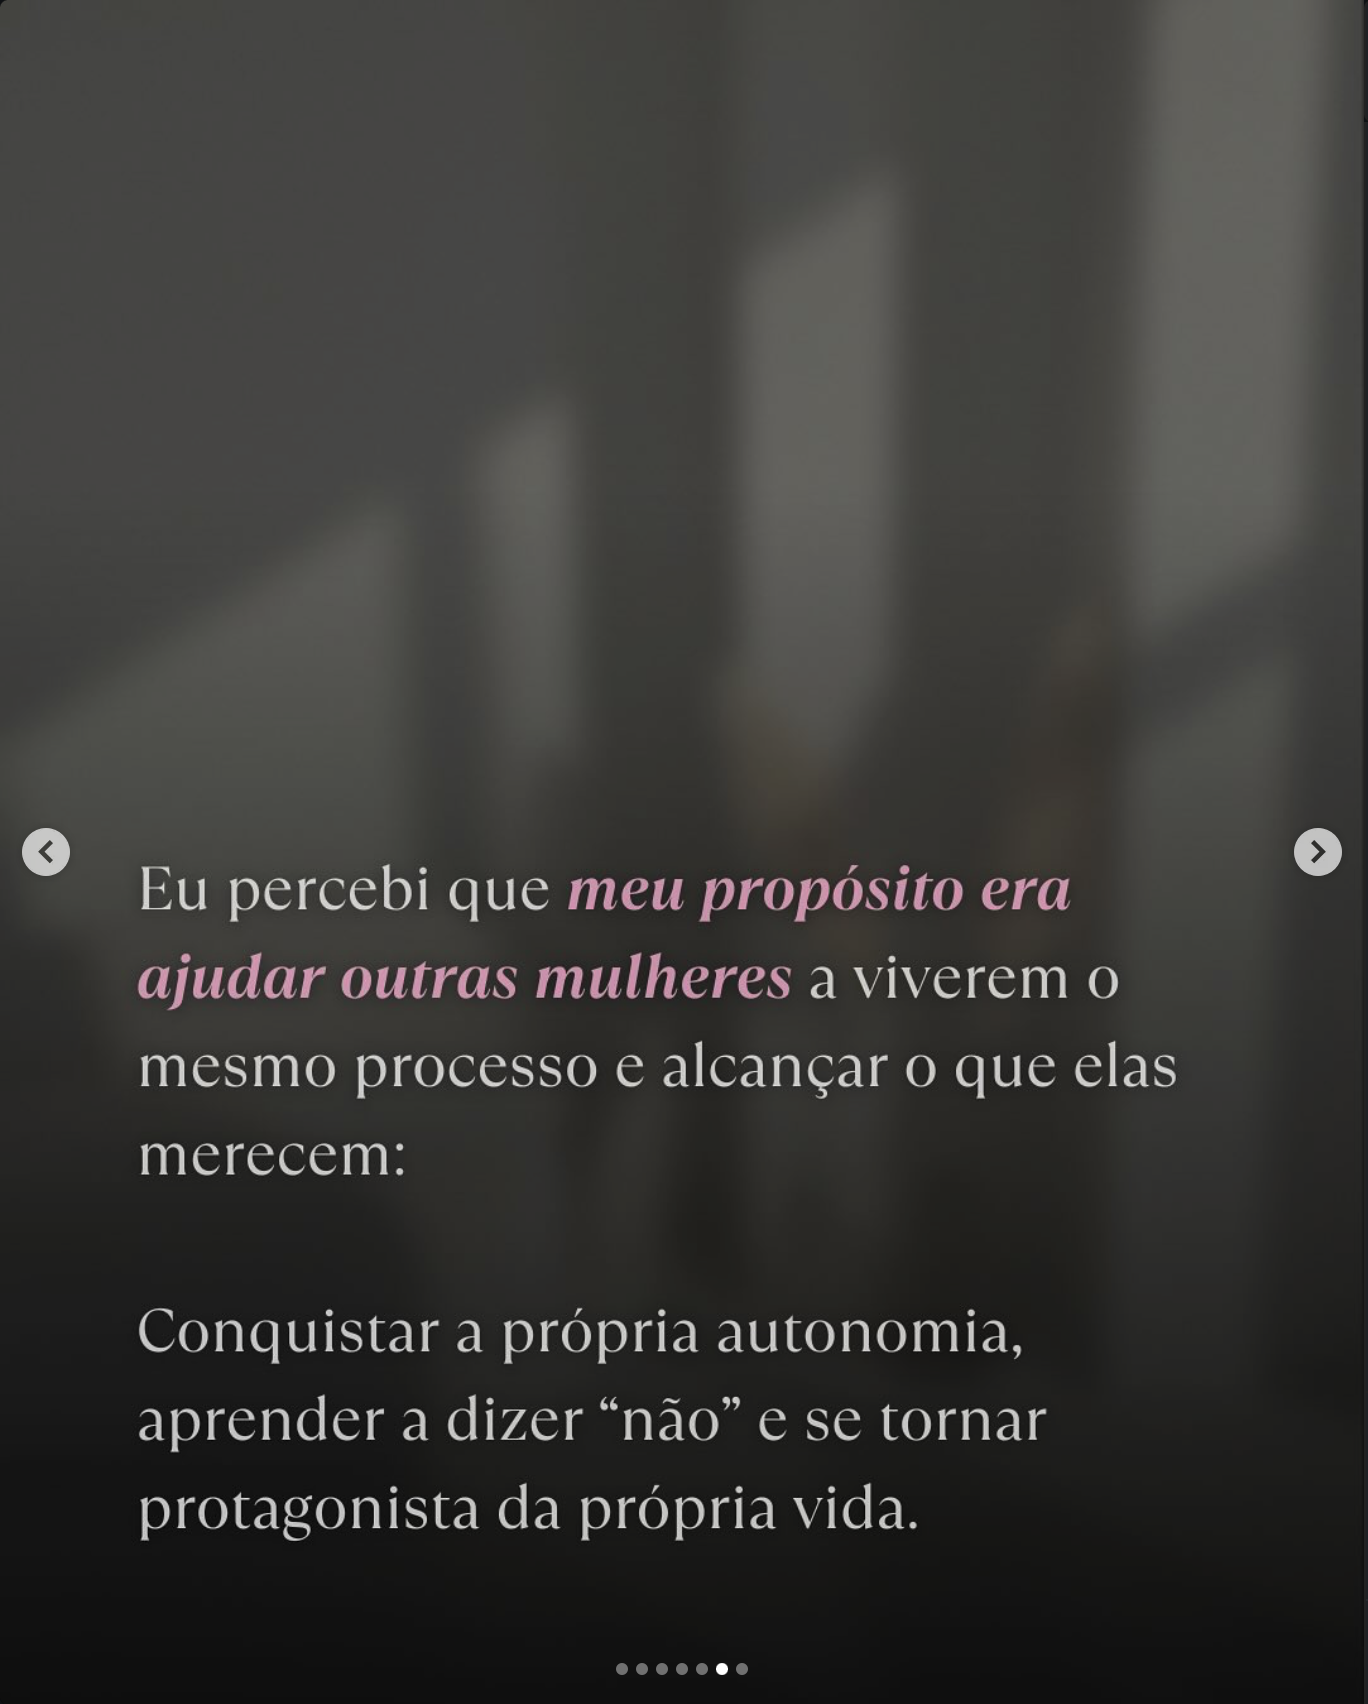 Eu percebi que meu propósito era
ajudar outras mulheres a viverem o
mesmo processo e alcançar o que elas
merecem:
Conquistar a própria autonomia,
aprender a dizer “não” e se tornar
protagonista da própria vida.